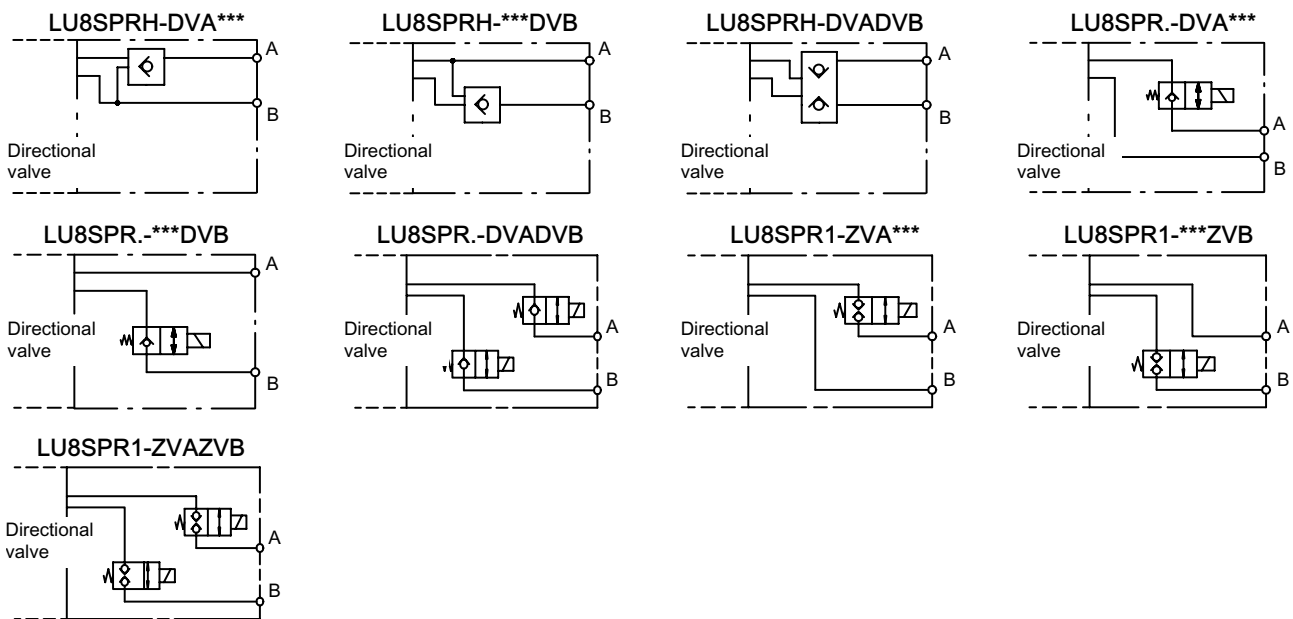 LU8SPRH-DVA***
A
B
Directional
valve
LU8SPRH-***DVB
A
B
Directional
valve
LU8SPRH-DVADVB
A
B
Directional
valve
LU8SPR.-DVA***
A
B
Directional
valve
LU8SPR.-***DVB
A
Directional
valve
B
LU8SPR.-DVADVB
Directional
valve
A
B
LU8SPR1-ZVA***
Directional
valve
A
B
LU8SPR1-***ZVB
Directional
valve
A
B
LU8SPR1-ZVAZVB
Directional
valve
A
B